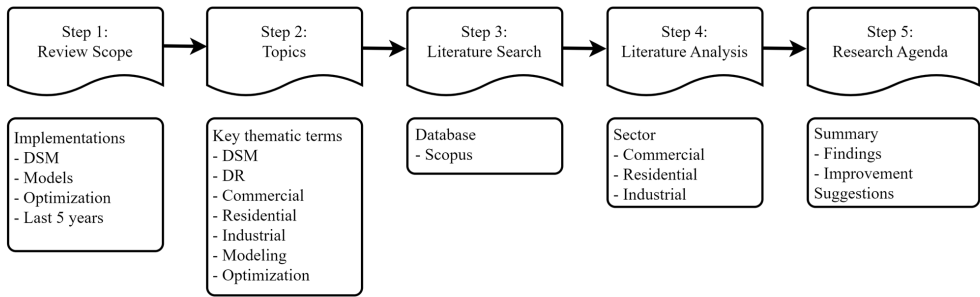 Step 1:
Review Scope
Step 2:
Topics
Step 3:
Literature Search
Step 4:
Literature Analysis
Step 5:
Research Agenda
Implementations
- DSM
- Models
- Optimization
- Last 5 years
Key thematic terms
- DSM
- DR
- Commercial
- Residential
- Industrial
- Modeling
- Optimization
Database
- Scopus
Sector
- Commercial
- Residential
- Industrial
Summary
- Findings
- Improvement
Suggestions